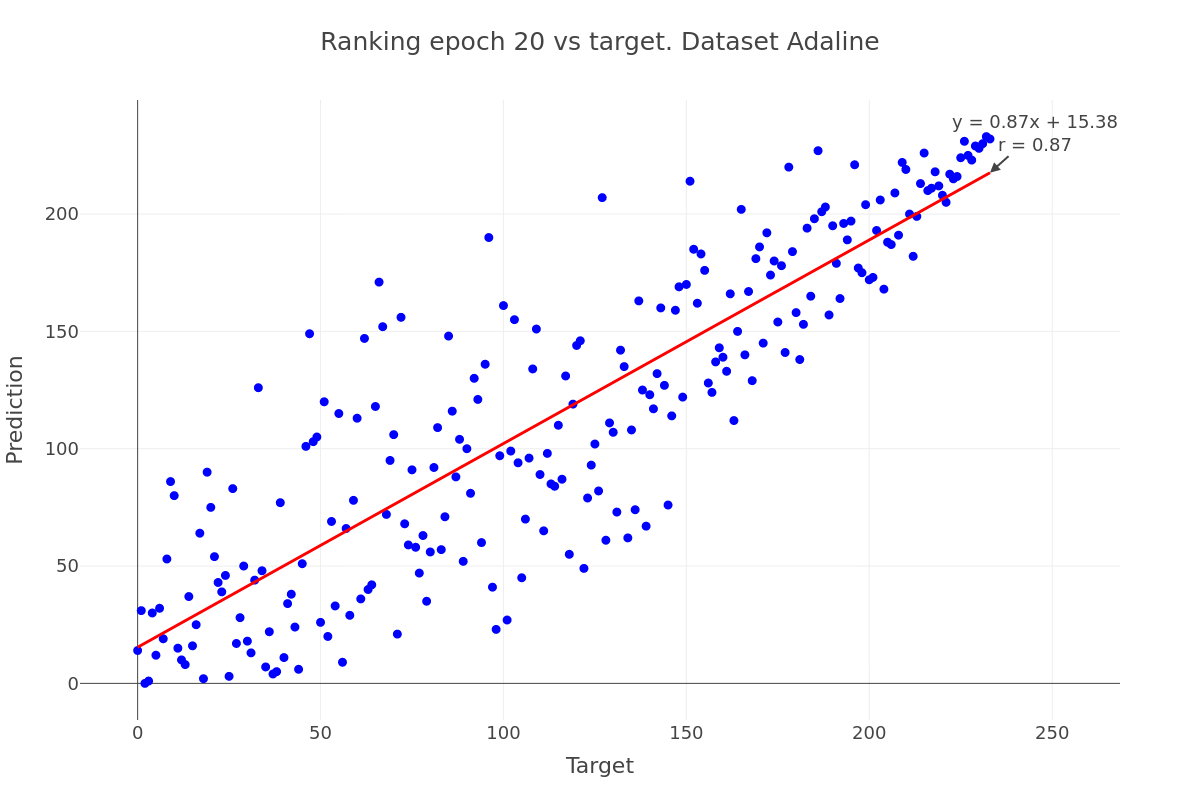 Ranking epoch 20 vs target. Dataset Adaline
y = 0.87x + 15.38
r = 0.87
200
150
100
50
0
Prediction
0 50 100 150 200 250
Target